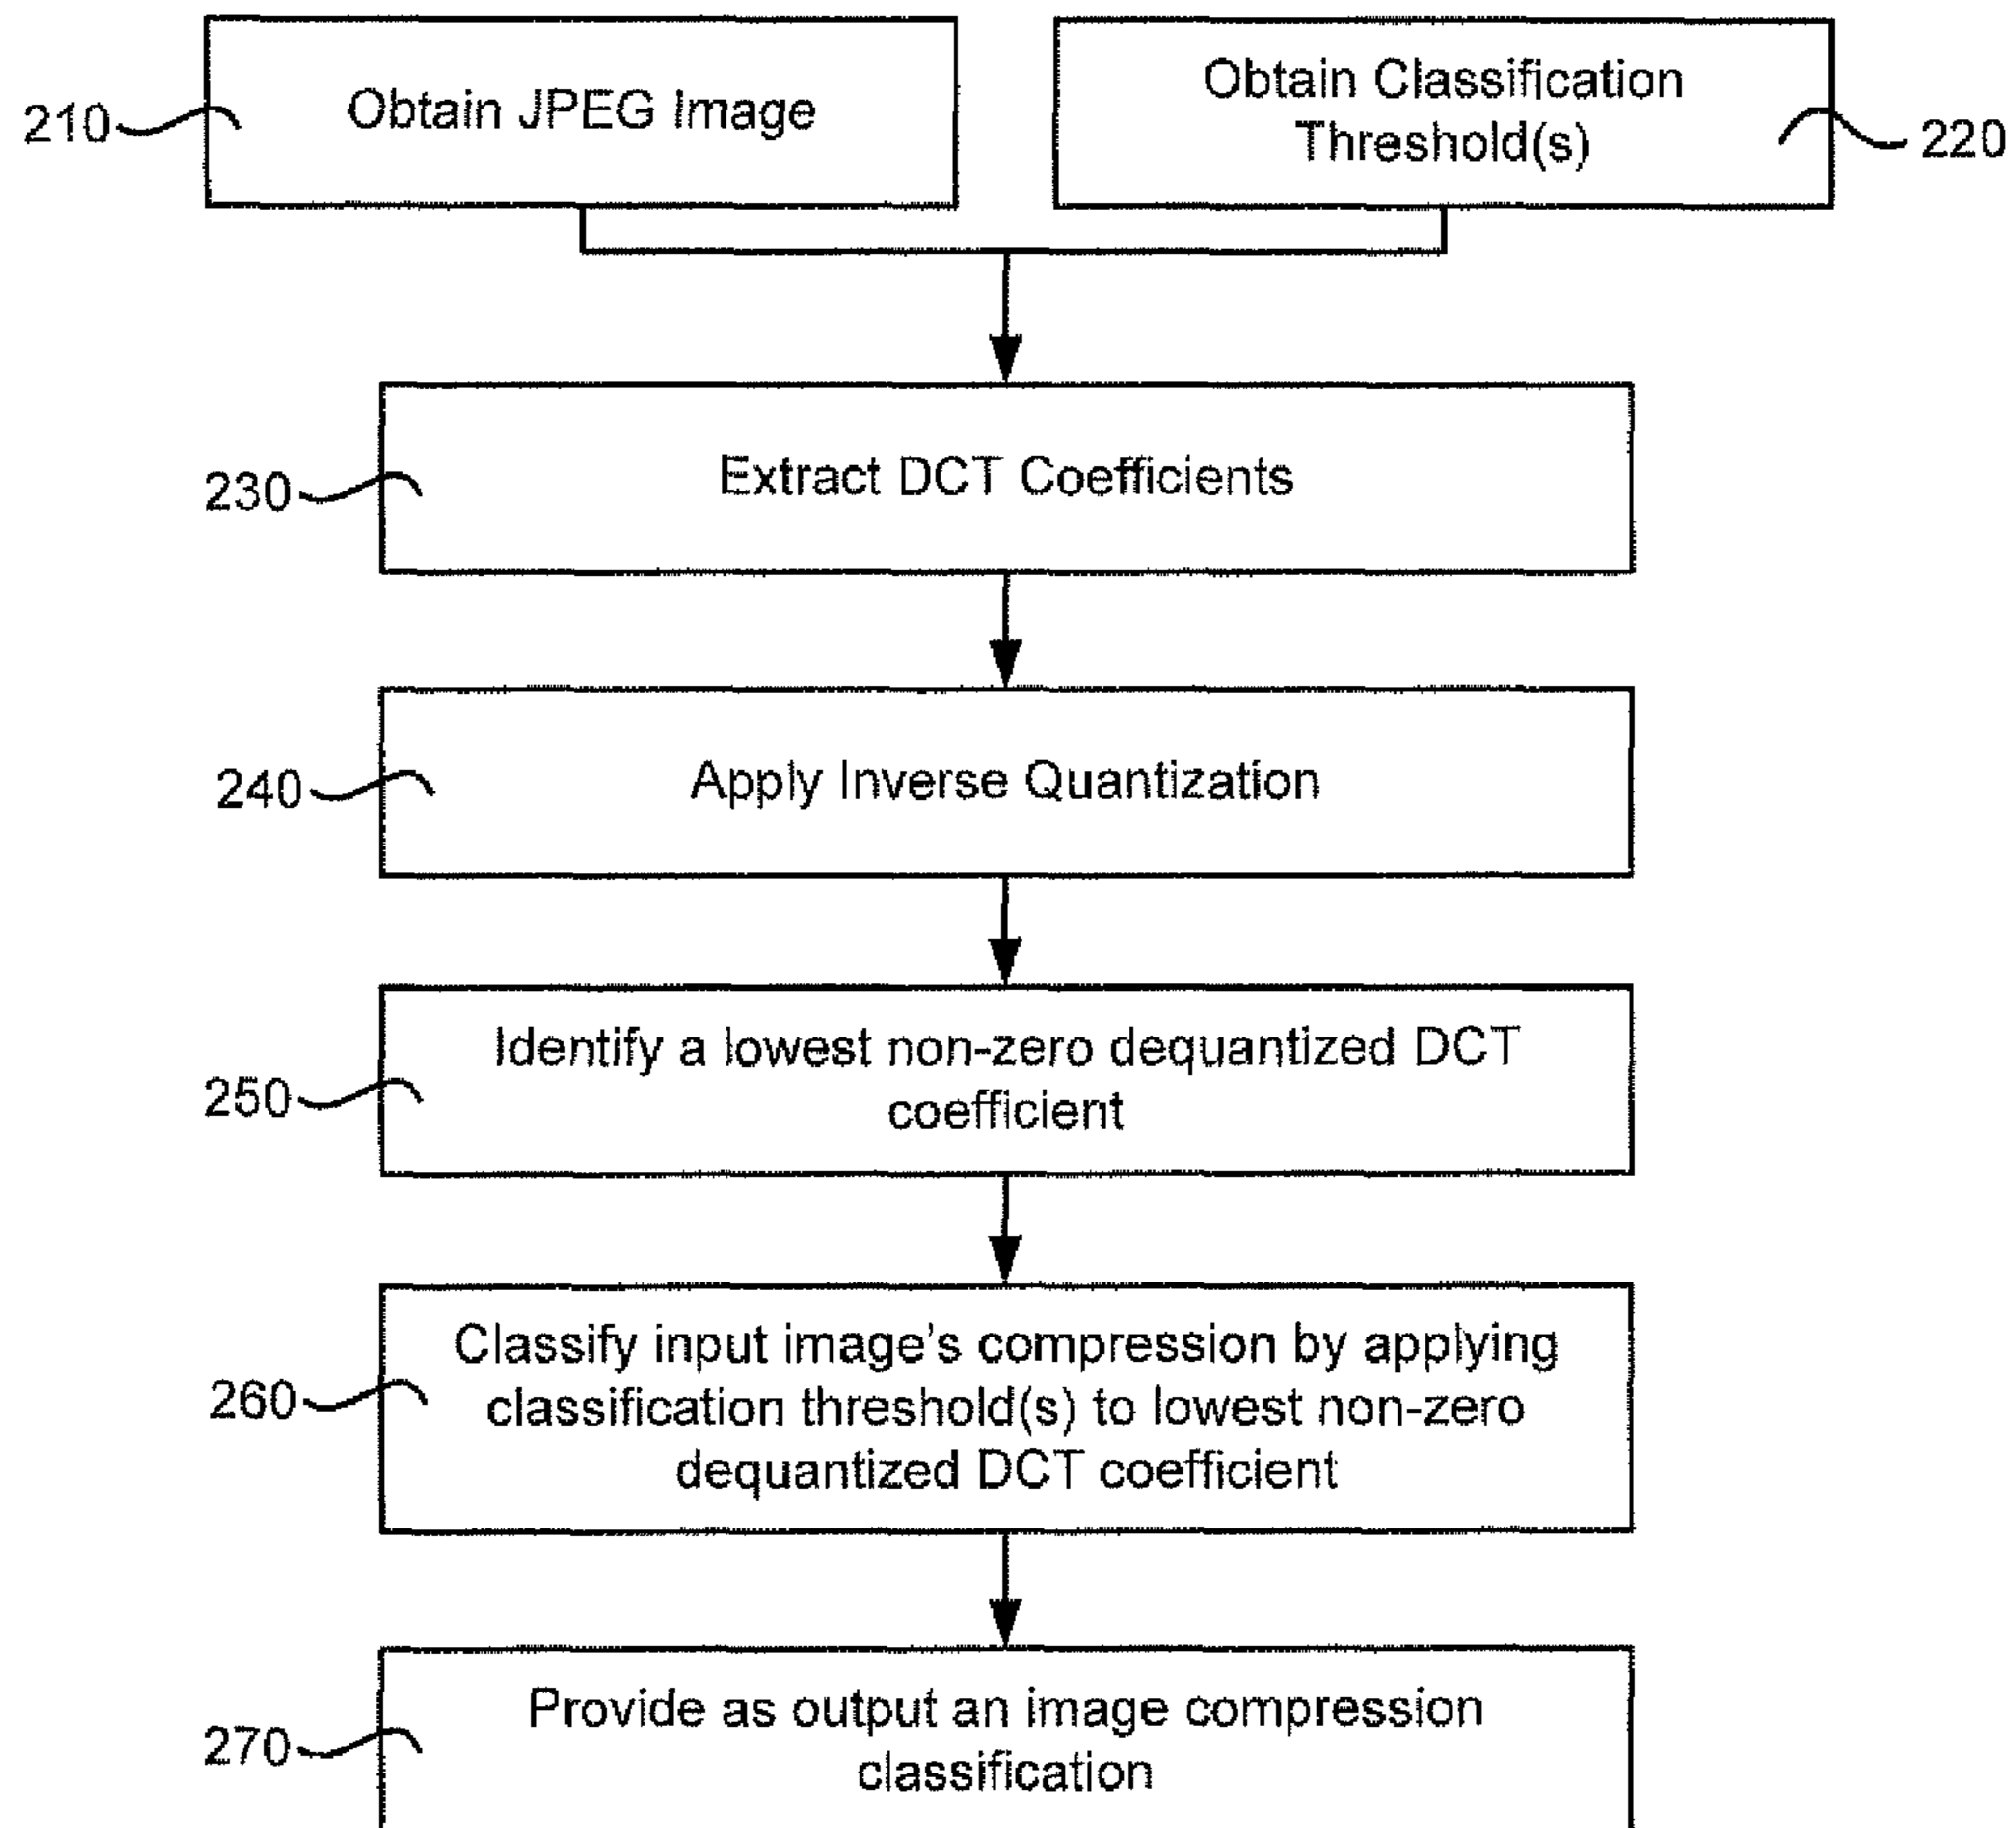 210
Obtain JPEG Image
Obtain Classification
Threshold(s)
220
230
Extract DCT Coefficients
240
Apply Inverse Quantization
250
Identify a lowest non-zero dequantized DCT
coefficient
260
Classify input image's compression by applying
classification threshold(s) to lowest non-zero
dequantized DCT coefficient
270
Provide as output an image compression
classification